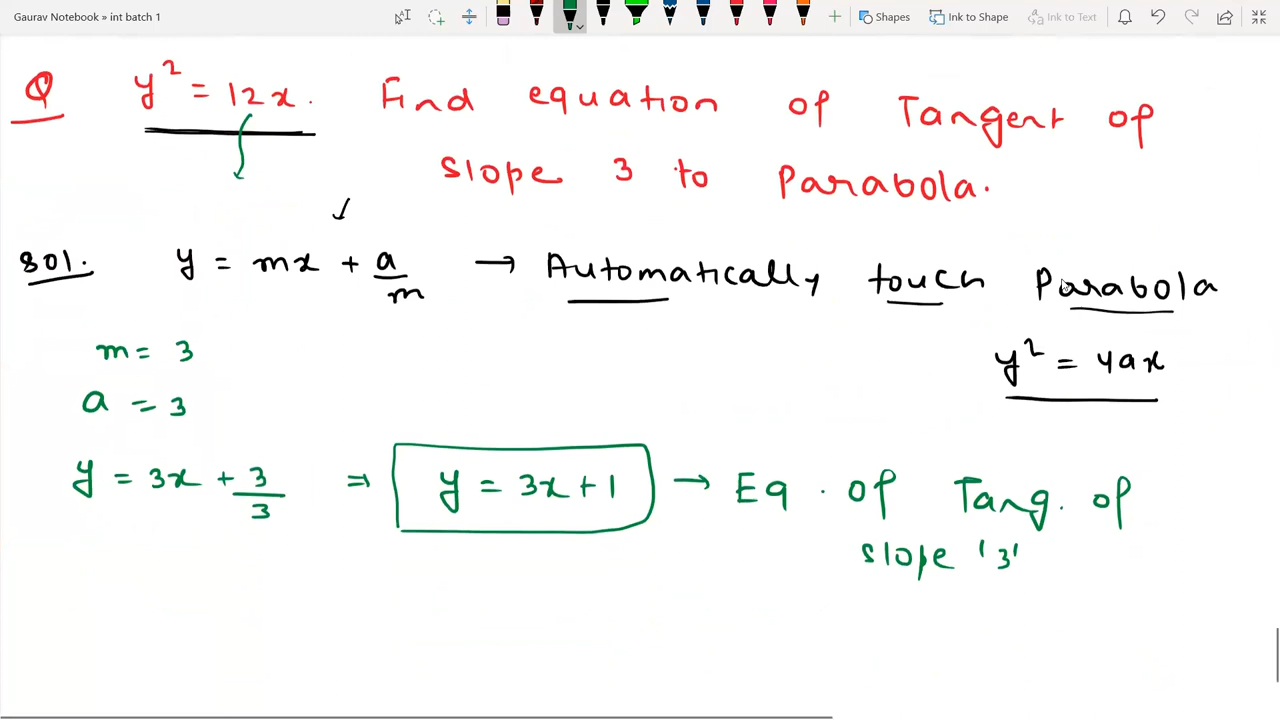 Gaurav Notebook » int batch 1
Shapes
Ink to Shape
Ink to Text
Q y² = 12x. Find equation of Tangent of
slope 3 to Parabola.
Sol. y = mx + a/m → Automatically touch Parabola
y² = 4ax
m = 3
a = 3
y = 3x + 3/3 ⇒ y = 3x + 1 → Eq. of Tang. of
slope '3'